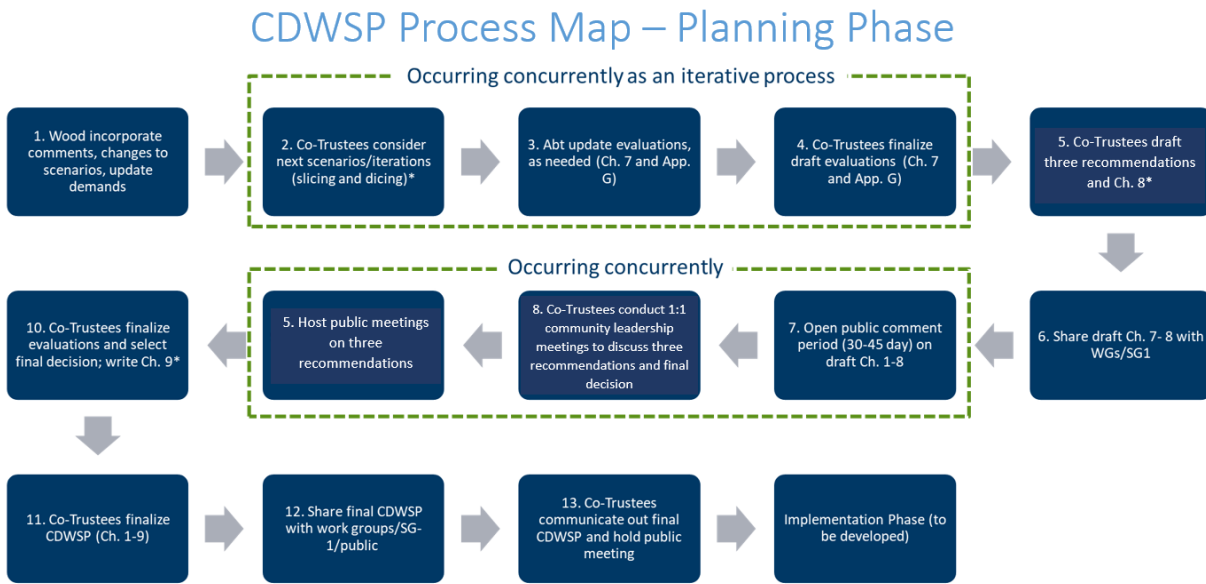 CDWSP Process Map – Planning Phase
Occurring concurrently as an iterative process
1. Wood incorporate
comments, changes to
scenarios, update
demands
2. Co-Trustees consider
next scenarios/iterations
(slicing and dicing)*
3. Abt update evaluations,
as needed (Ch. 7 and App.
G)
4. Co-Trustees finalize
draft evaluations (Ch. 7
and App. G)
5. Co-Trustees draft
three recommendations
and Ch. 8*
Occurring concurrently
10. Co-Trustees finalize
evaluations and select
final decision; write Ch. 9*
5. Host public meetings
on three
recommendations
8. Co-Trustees conduct 1:1
community leadership
meetings to discuss three
recommendations and final
decision
7. Open public comment
period (30-45 day) on
draft Ch. 1-8
6. Share draft Ch. 7- 8 with
WGs/SG1
11. Co-Trustees finalize
CDWSP (Ch. 1-9)
12. Share final CDWSP
with work groups/SG-
1/public
13. Co-Trustees
communicate out final
CDWSP and hold public
meeting
Implementation Phase (to
be developed)